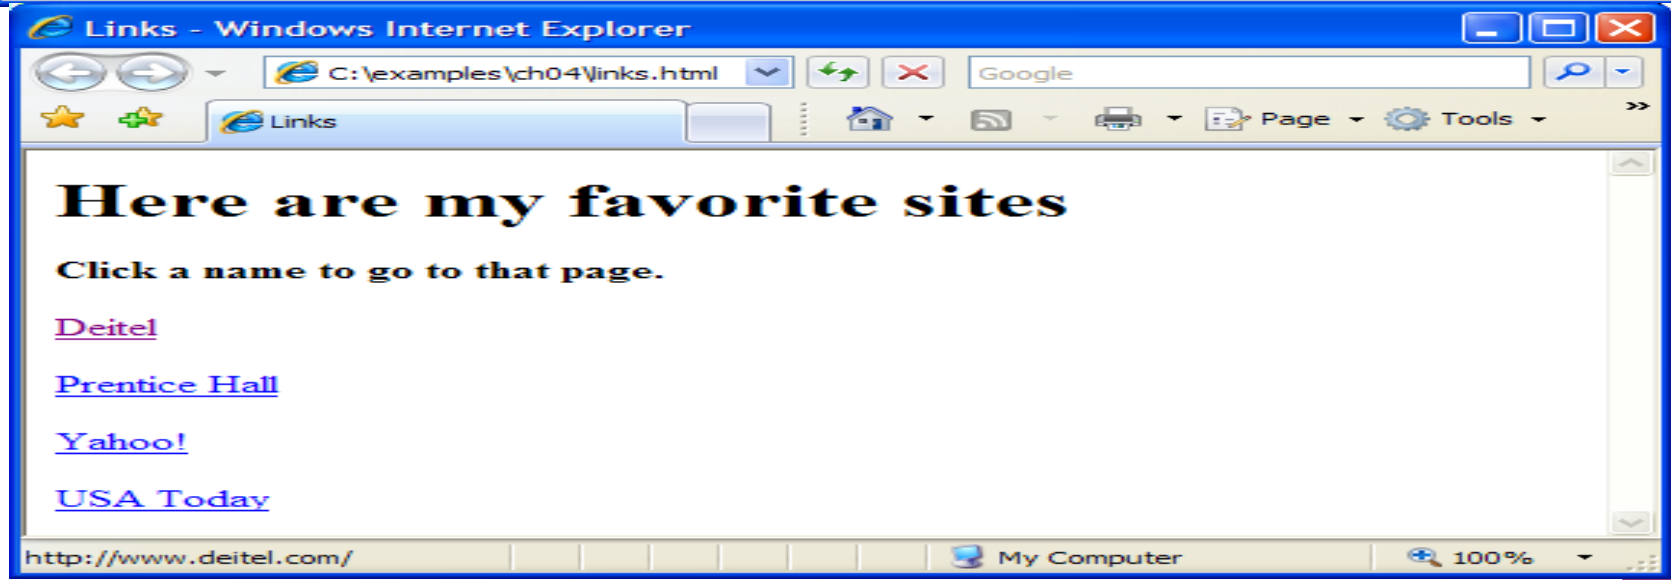 Links - Windows Internet Explorer
C:\examples\ch04\links.html Google
Links Page Tools »
Here are my favorite sites
Click a name to go to that page.
Deitel
Prentice Hall
Yahoo!
USA Today
http://www.deitel.com/ My Computer 100%